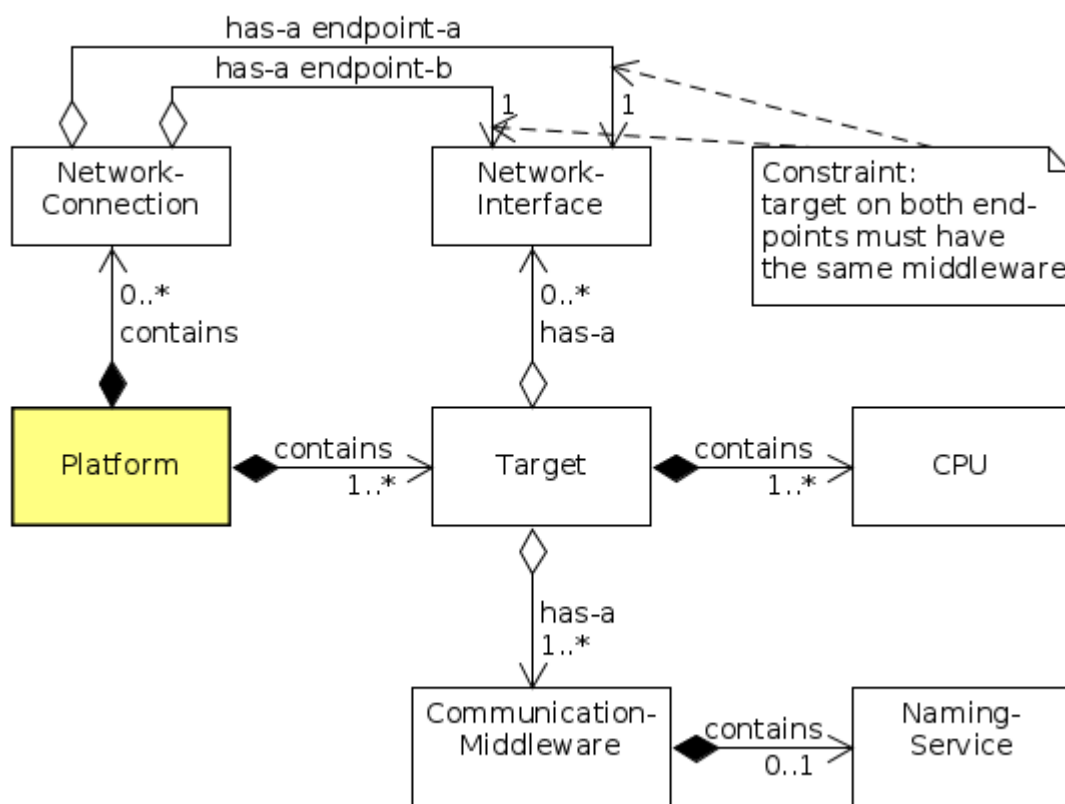 has-a endpoint-a
has-a endpoint-b
1
1
Network-
Connection
Network-
Interface
Constraint:
target on both end-
points must have
the same middleware
0..*
contains
0..*
has-a
Platform
contains
1..*
Target
contains
1..*
CPU
has-a
1..*
Communication-
Middleware
contains
0..1
Naming-
Service